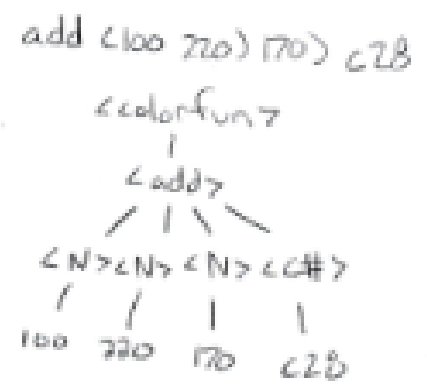 add (100 220) 170) c28
<colorfun>
<add>
<N> <N> <N> <C#>
100 220 170 c28